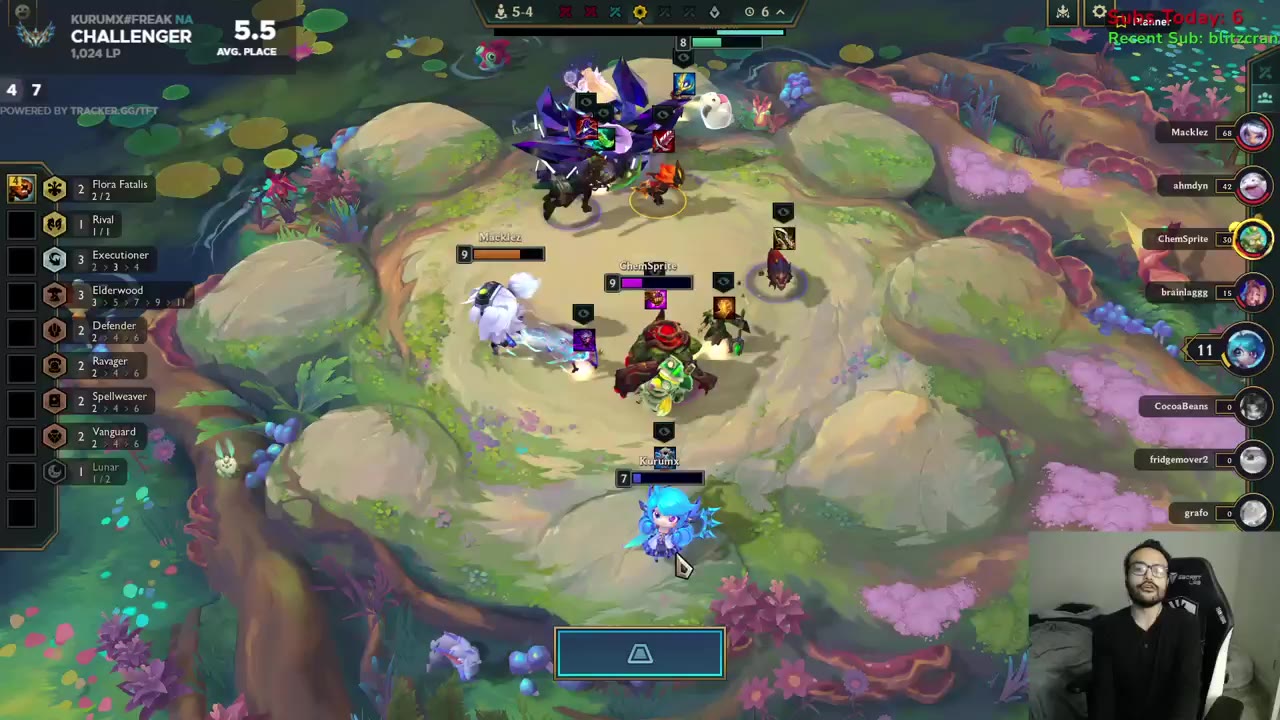 KURUMX#FREAK NA
CHALLENGER
1,024 LP
5.5
AVG. PLACE
4 7
POWERED BY TRACKER.GG/TFT
5-4
6
Planner
Subs Today: 6
Recent Sub: blitzcran
8
Macklez 68
ahmdyn 42
ChemSprite 30
brainlaggg 15
11
CocoaBeans 0
fridgemover2 0
grafo 0
2 Flora Fatalis
2 / 2
1 Rival
1 / 1
3 Executioner
2 > 3 > 4
3 Elderwood
3 > 5 > 7 > 9 > 11
2 Defender
2 > 4 > 6
2 Ravager
2 > 4 > 6
2 Spellweaver
2 > 4 > 6
2 Vanguard
2 > 4 > 6
1 Lunar
1 / 2
Macklez
9
ChemSprite
9
Kurumx
7